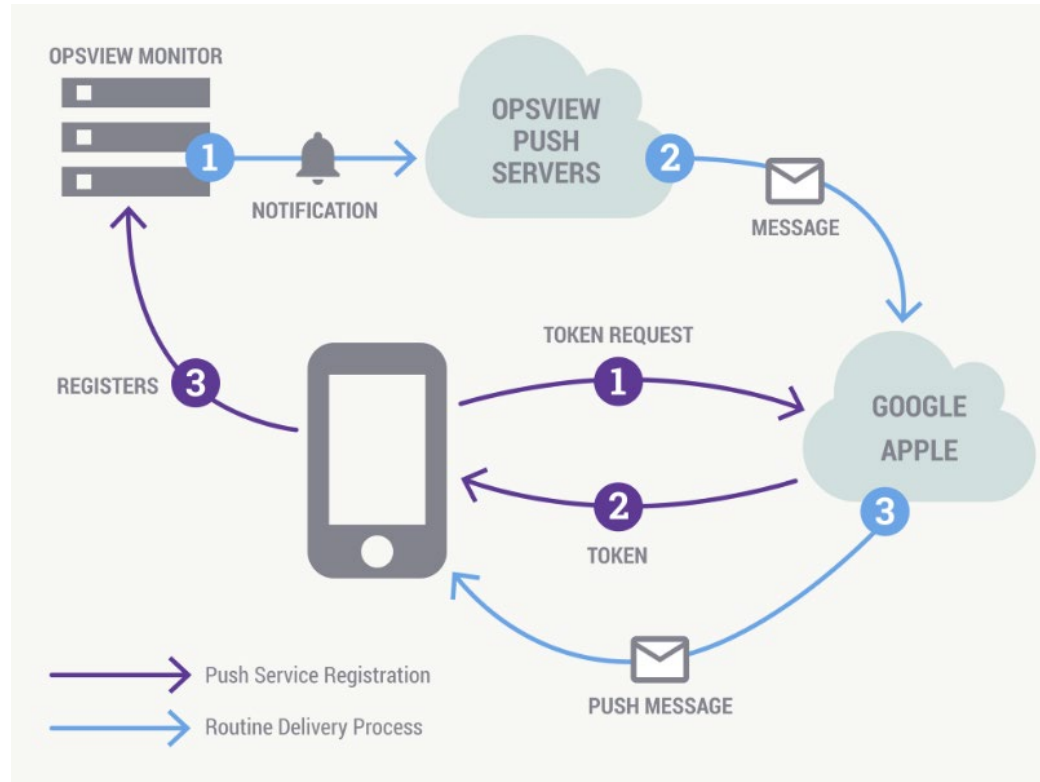 OPSVIEW MONITOR
1
NOTIFICATION
OPSVIEW
PUSH
SERVERS
2
MESSAGE
REGISTERS
3
TOKEN REQUEST
1
GOOGLE
APPLE
2
TOKEN
3
PUSH MESSAGE
Push Service Registration
Routine Delivery Process